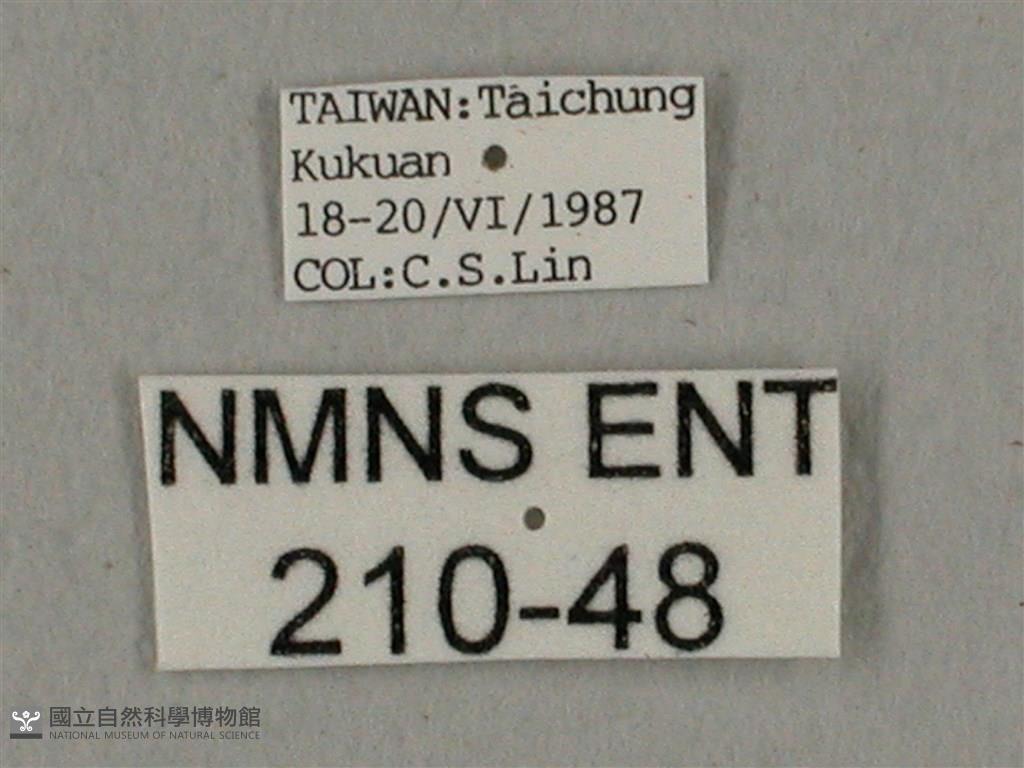 TAIWAN:Taichung
Kukuan
18-20/VI/1987
COL:C.S.Lin
NMNS ENT
210-48
國立自然科學博物館
NATIONAL MUSEUM OF NATURAL SCIENCE